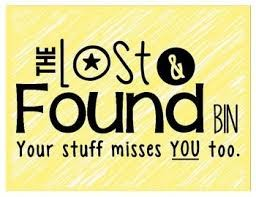 THE LOST &
FOUND BIN
Your stuff misses YOU too.